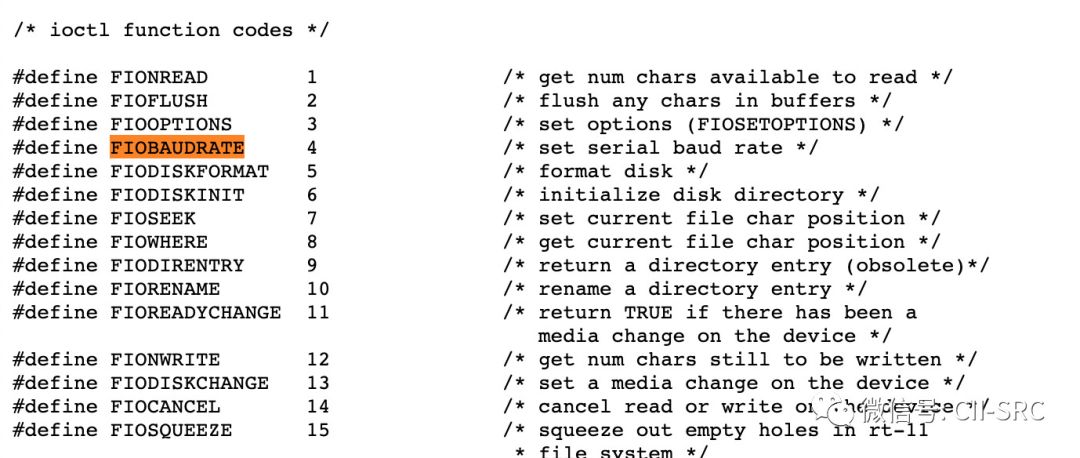 /* ioctl function codes */
#define FIONREAD 1 /* get num chars available to read */
#define FIOFLUSH 2 /* flush any chars in buffers */
#define FIOOPTIONS 3 /* set options (FIOSETOPTIONS) */
#define FIOBAUDRATE 4 /* set serial baud rate */
#define FIODISKFORMAT 5 /* format disk */
#define FIODISKINIT 6 /* initialize disk directory */
#define FIOSEEK 7 /* set current file char position */
#define FIOWHERE 8 /* get current file char position */
#define FIODIRENTRY 9 /* return a directory entry (obsolete)*/
#define FIORENAME 10 /* rename a directory entry */
#define FIOREADYCHANGE 11 /* return TRUE if there has been a
media change on the device */
#define FIONWRITE 12 /* get num chars still to be written */
#define FIODISKCHANGE 13 /* set a media change on the device */
#define FIOCANCEL 14 /* cancel read or write on the device */
微信号: CII-SRC
#define FIOSQUEEZE 15 /* squeeze out empty holes in rt-11
* file system */